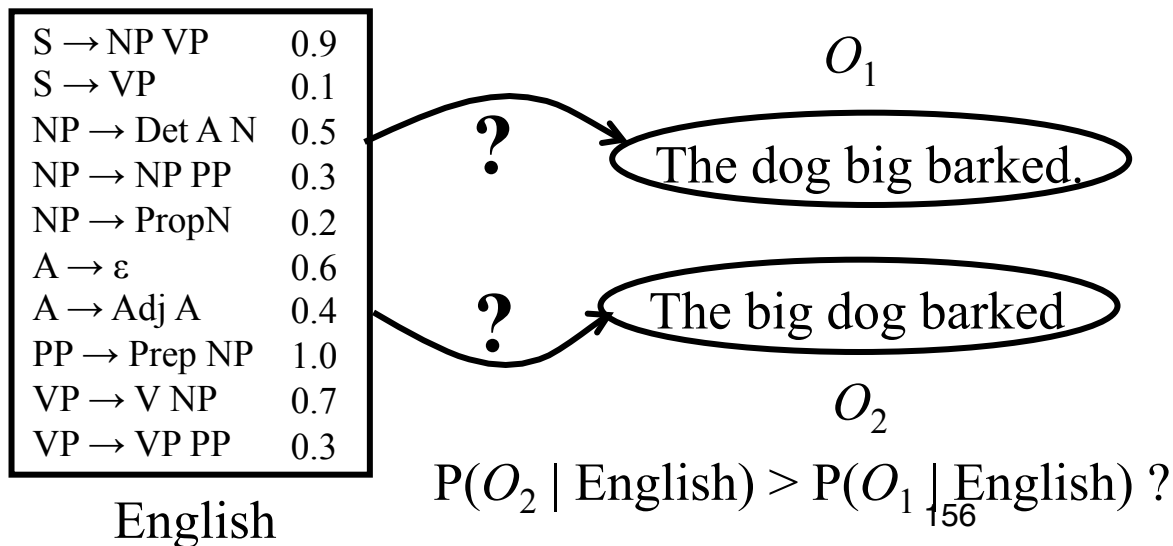 S → NP VP 0.9
S → VP 0.1
NP → Det A N 0.5
NP → NP PP 0.3
NP → PropN 0.2
A → ε 0.6
A → Adj A 0.4
PP → Prep NP 1.0
VP → V NP 0.7
VP → VP PP 0.3
English
?
?
O₁
The dog big barked.
The big dog barked
O₂
P(O₂ | English) > P(O₁ | English) ?
156